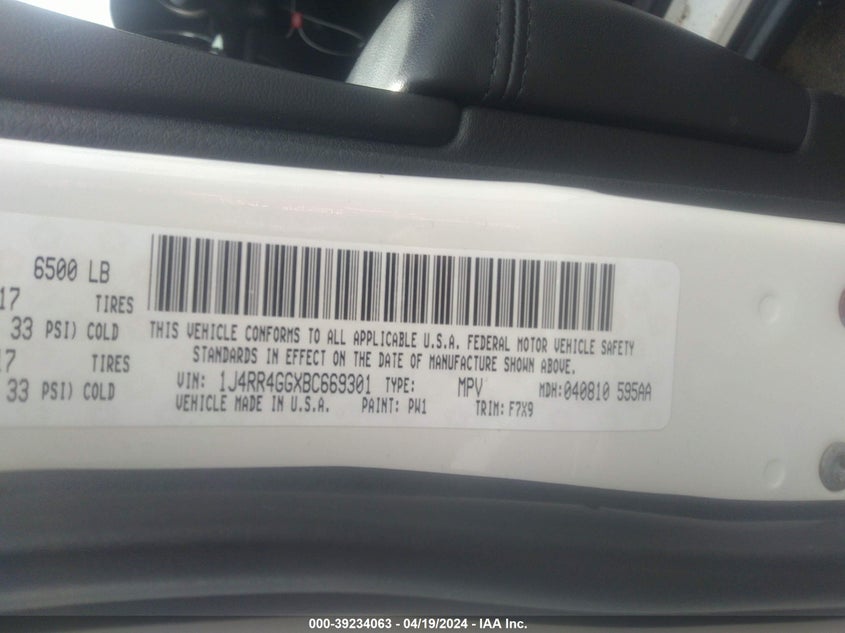 6500 LB
17 TIRES
33 PSI) COLD
17 TIRES
33 PSI) COLD
THIS VEHICLE CONFORMS TO ALL APPLICABLE U.S.A. FEDERAL MOTOR VEHICLE SAFETY
STANDARDS IN EFFECT ON THE DATE OF MANUFACTURE SHOWN ABOVE.
VIN: 1J4RR4GGXBC669301 TYPE: MPV MDH:040810 595AA
VEHICLE MADE IN U.S.A. PAINT: PW1 TRIM: F7X9
000-39234063 - 04/19/2024 - IAA Inc.